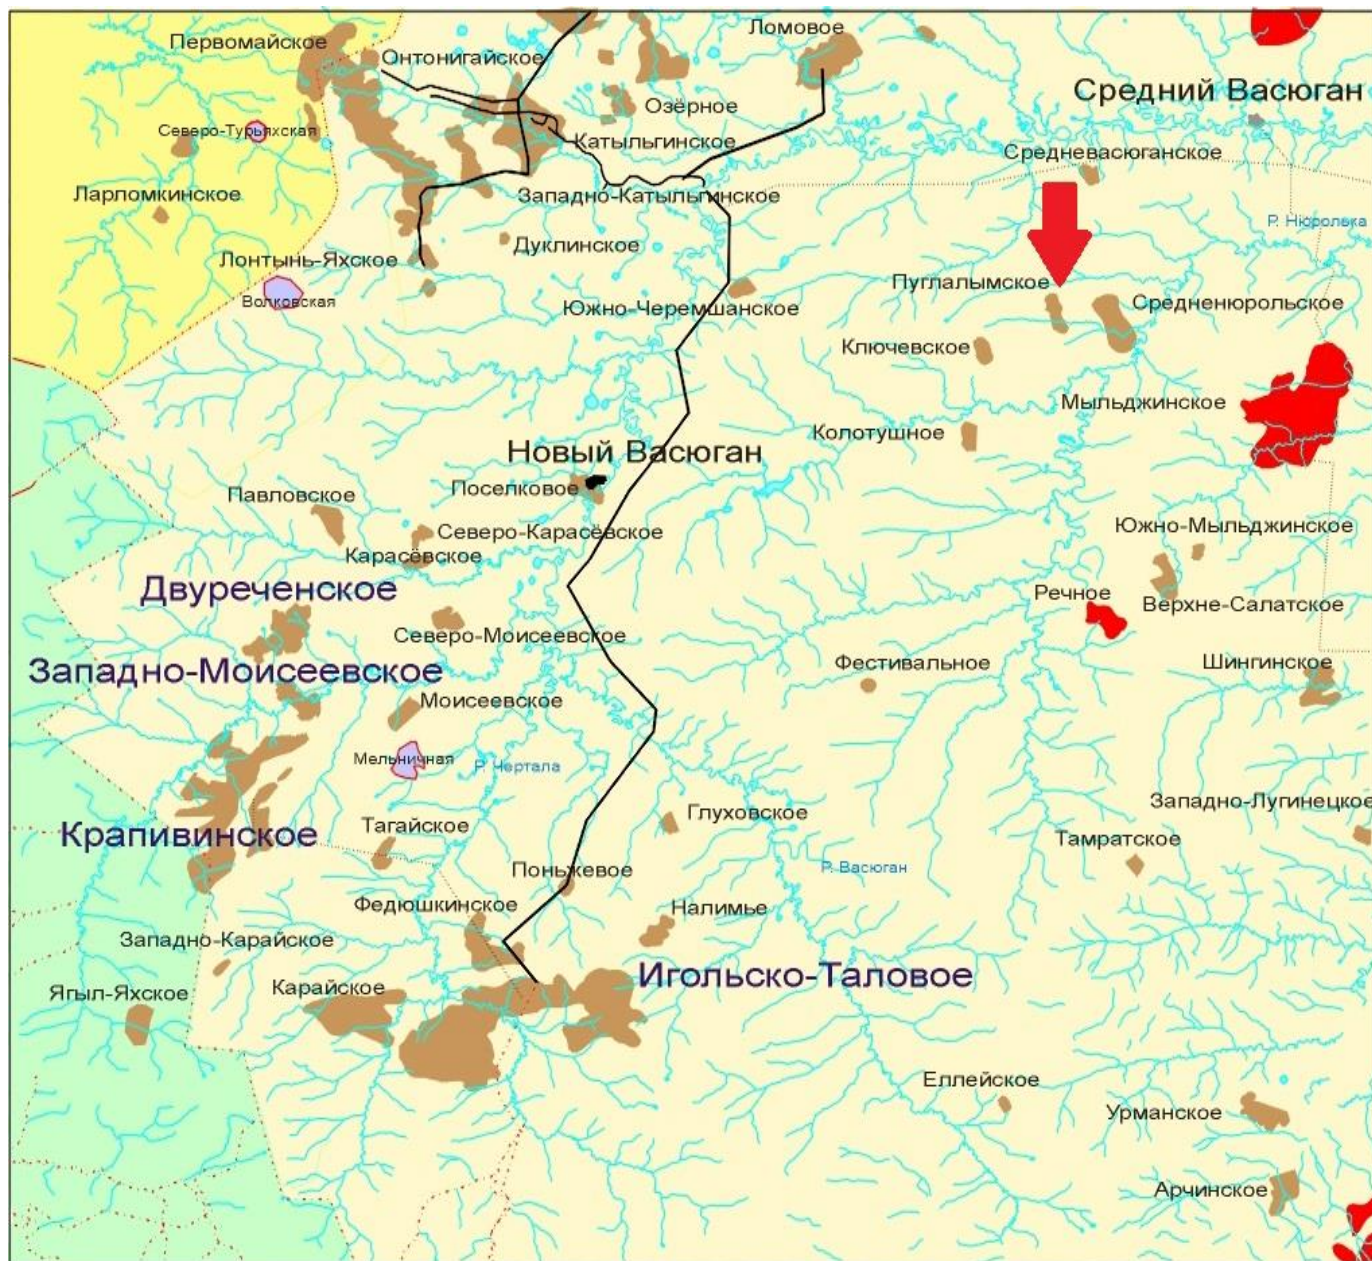 Ломовое
Первомайское
Онтонигайское
Средний Васюган
Озёрное
Северо-Турьяхская
Катыльгинское
Средневасюганское
Ларломкинское
Западно-Катыльгинское
Р. Нюролька
Дуклинское
Лонтынь-Яхское
Пуглалымское
Волковская
Южно-Черемшанское
Средненюрольское
Ключевское
Мыльджинское
Колотушное
Новый Васюган
Поселковое
Павловское
Северо-Карасёвское
Южно-Мыльджинское
Карасёвское
Двуреченское
Речное
Верхне-Салатское
Северо-Моисеевское
Западно-Моисеевское
Фестивальное
Шингинское
Моисеевское
Мельничная
Р. Чертала
Западно-Лугинецкое
Глуховское
Крапивинское
Тагайское
Тамратское
Поньжевое
Р. Васюган
Федюшкинское
Налимье
Западно-Карайское
Игольско-Таловое
Ягыл-Яхское
Карайское
Еллейское
Урманское
Арчинское